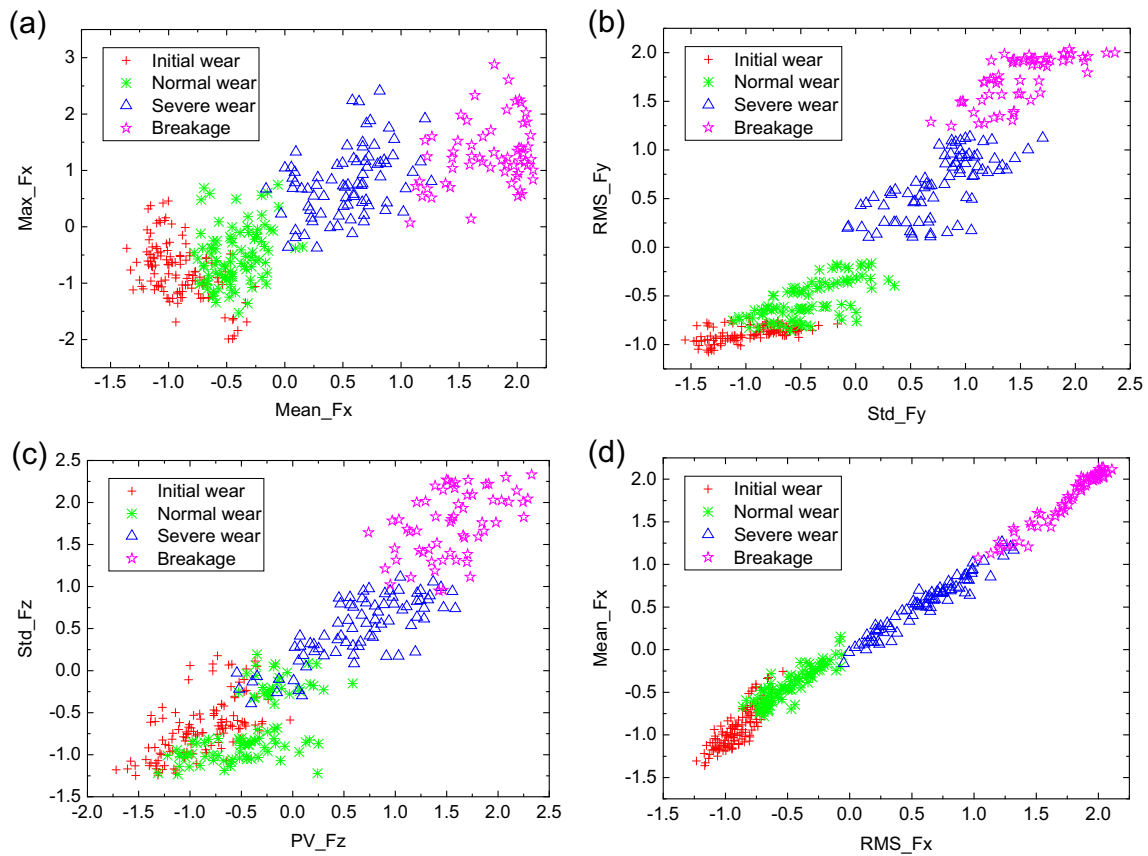 (a)
Initial wear
Normal wear
Severe wear
Breakage
3
2
1
0
-1
-2
Max_Fx
-1.5 -1.0 -0.5 0.0 0.5 1.0 1.5 2.0
Mean_Fx
(b)
Initial wear
Normal wear
Severe wear
Breakage
2.0
1.5
1.0
0.5
0.0
-0.5
-1.0
RMS_Fy
-1.5 -1.0 -0.5 0.0 0.5 1.0 1.5 2.0 2.5
Std_Fy
(c)
Initial wear
Normal wear
Severe wear
Breakage
2.5
2.0
1.5
1.0
0.5
0.0
-0.5
-1.0
-1.5
Std_Fz
-2.0 -1.5 -1.0 -0.5 0.0 0.5 1.0 1.5 2.0 2.5
PV_Fz
(d)
Initial wear
Normal wear
Severe wear
Breakage
2.0
1.5
1.0
0.5
0.0
-0.5
-1.0
-1.5
Mean_Fx
-1.5 -1.0 -0.5 0.0 0.5 1.0 1.5 2.0
RMS_Fx